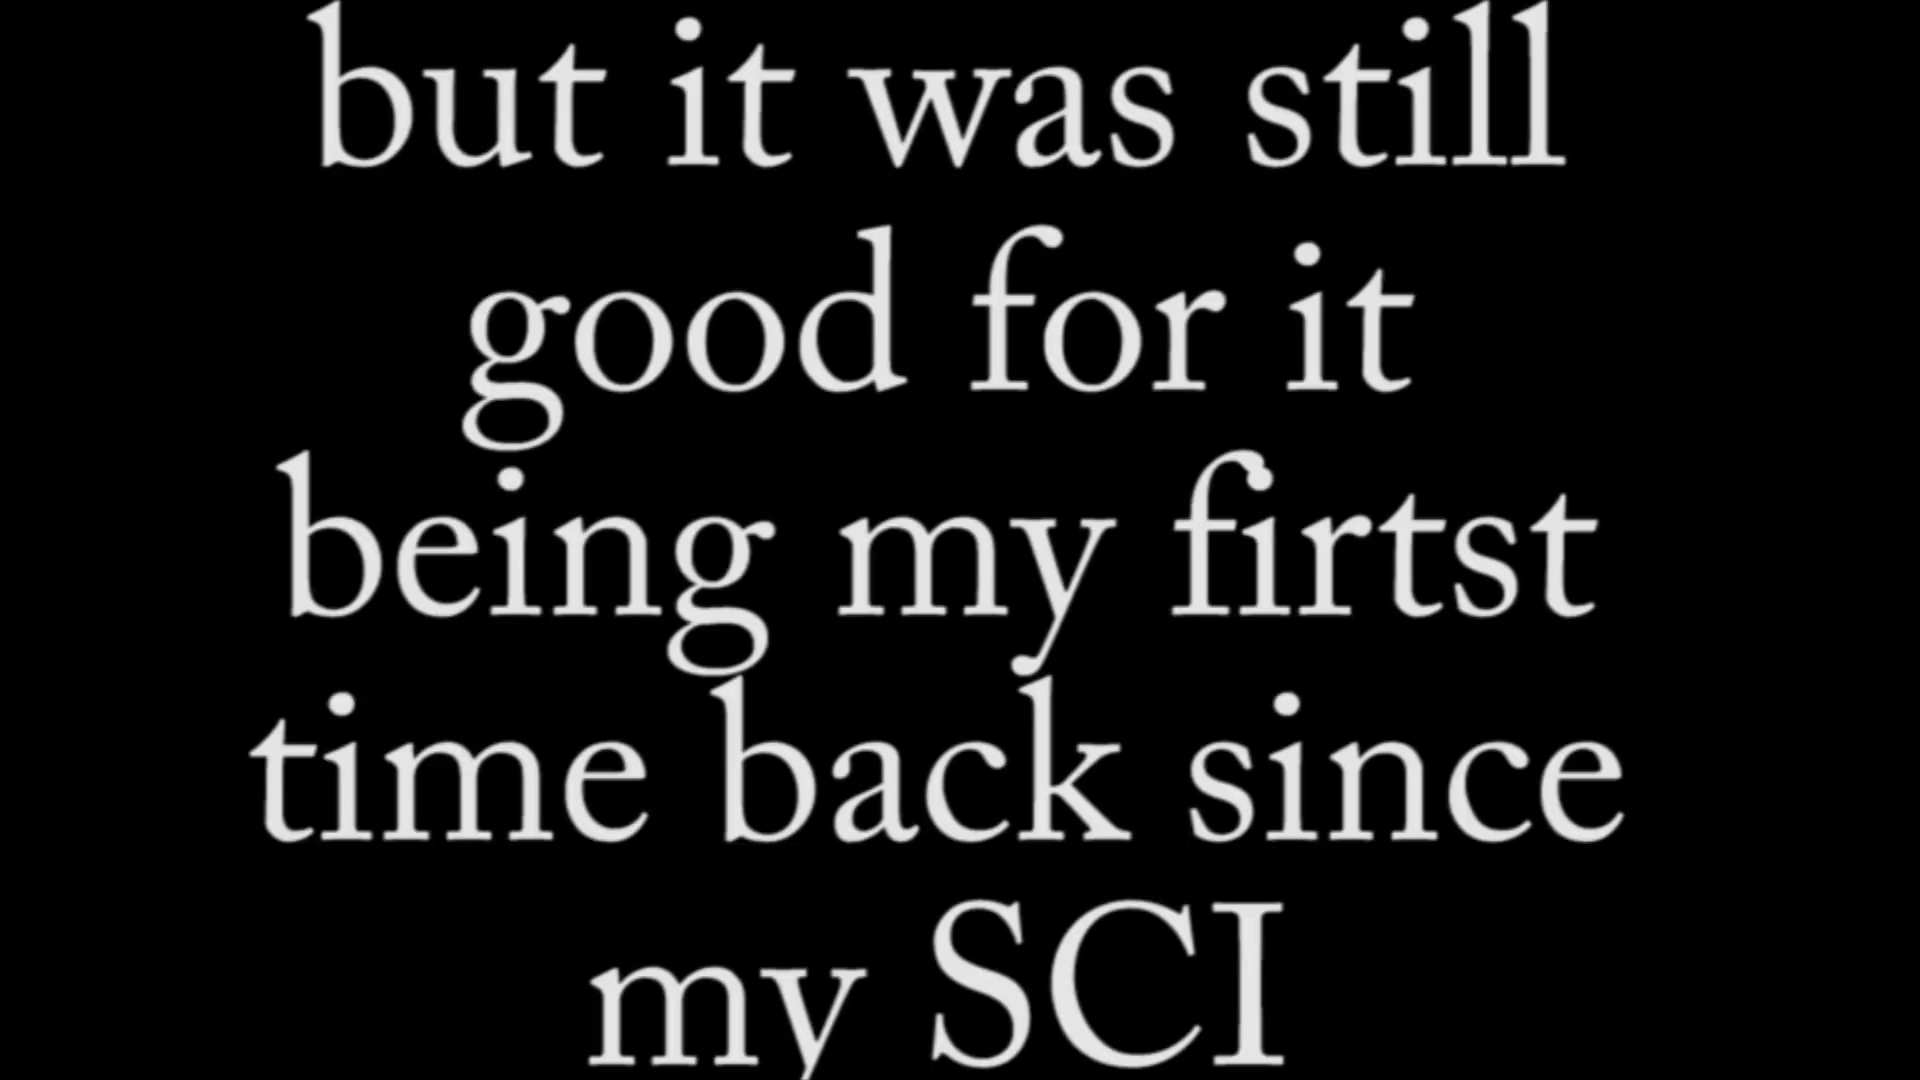 but it was still
good for it
being my firtst
time back since
my SCI